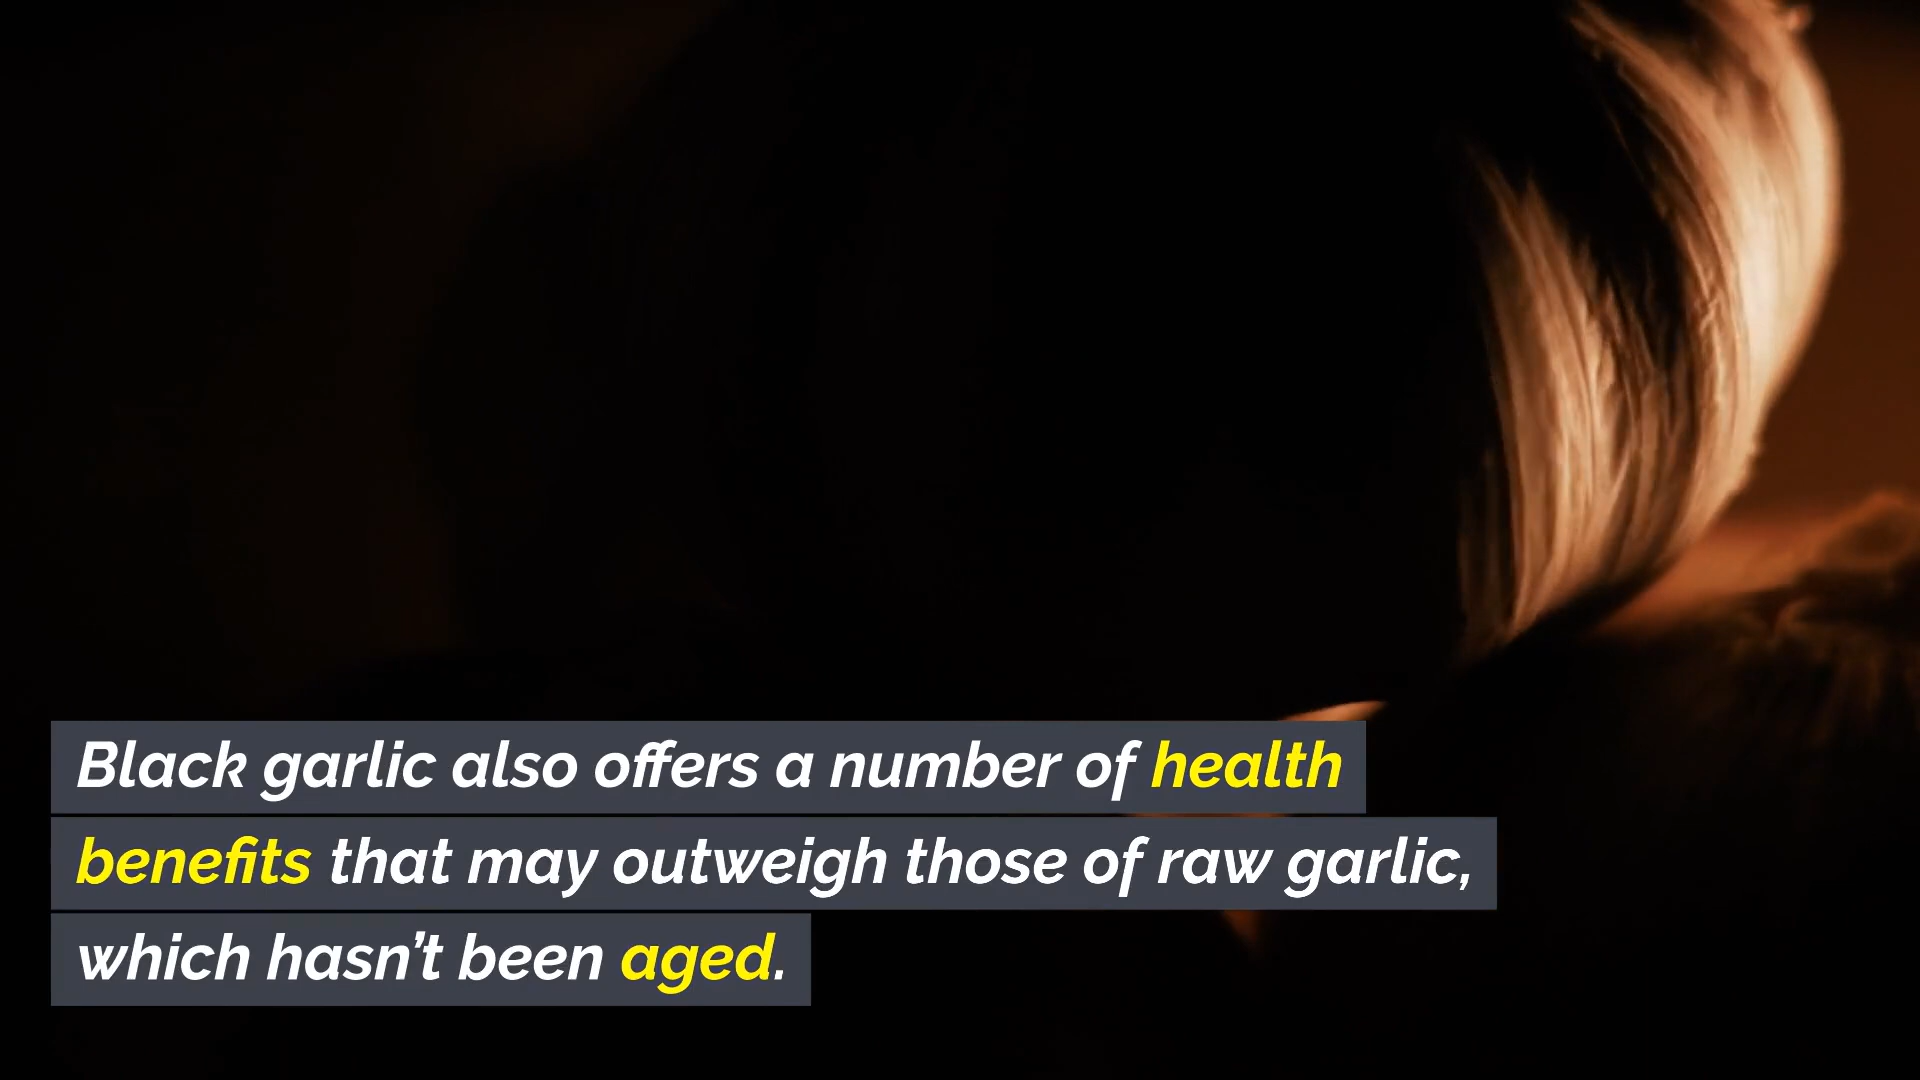 Black garlic also offers a number of health
benefits that may outweigh those of raw garlic,
which hasn’t been aged.